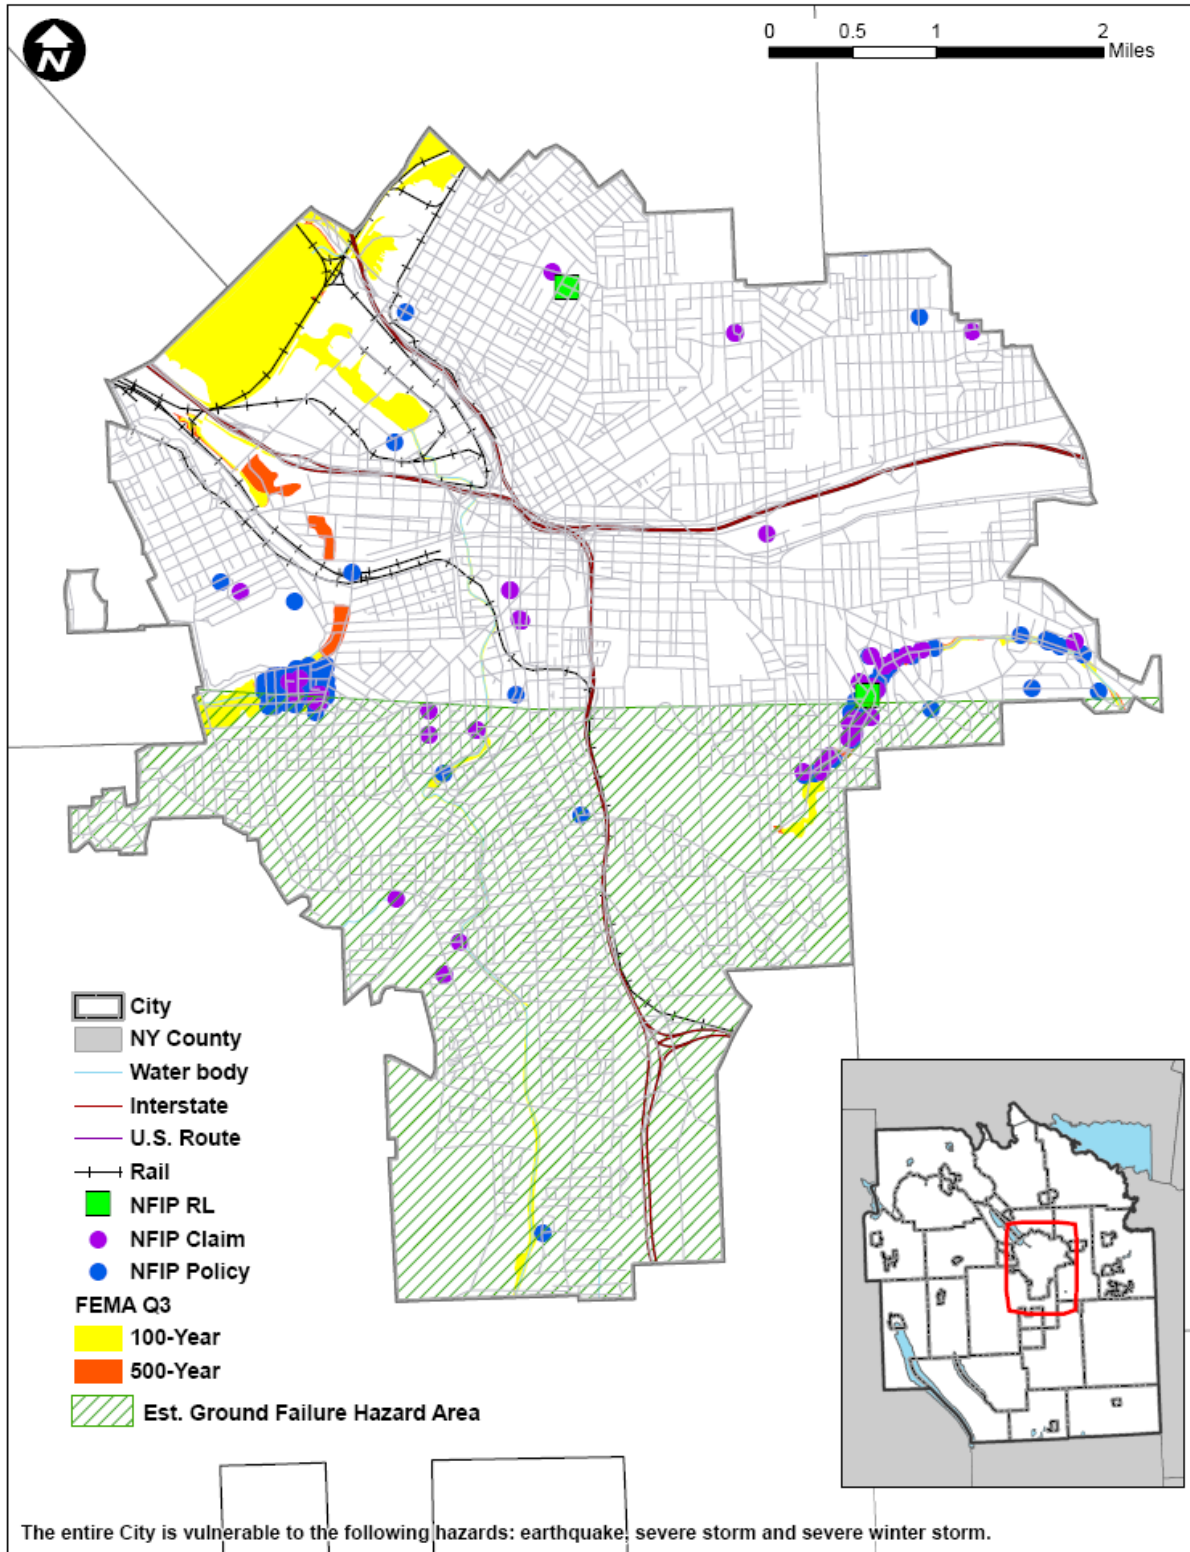 N
0 0.5 1 2
Miles
City
NY County
Water body
Interstate
U.S. Route
Rail
NFIP RL
NFIP Claim
NFIP Policy
FEMA Q3
100-Year
500-Year
Est. Ground Failure Hazard Area
The entire City is vulnerable to the following hazards: earthquake, severe storm and severe winter storm.